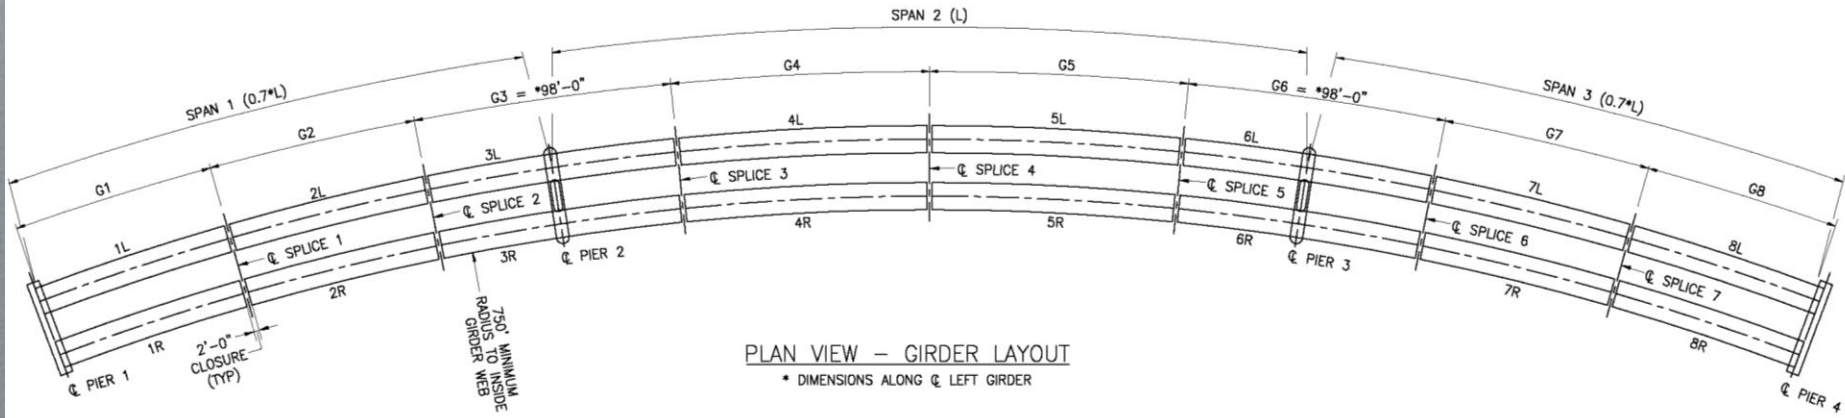 SPAN 2 (L)
SPAN 1 (0.7*L)
SPAN 3 (0.7*L)
G1
G2
G3 = *98'-0"
G4
G5
G6 = *98'-0"
G7
G8
1L
2L
3L
4L
5L
6L
7L
8L
℄ SPLICE 1
℄ SPLICE 2
℄ SPLICE 3
℄ SPLICE 4
℄ SPLICE 5
℄ SPLICE 6
℄ SPLICE 7
1R
2R
3R
4R
5R
6R
7R
8R
℄ PIER 1
℄ PIER 2
℄ PIER 3
℄ PIER 4
2'-0"
CLOSURE
(TYP)
750' MINIMUM
RADIUS TO INSIDE
GIRDER WEB
PLAN VIEW – GIRDER LAYOUT
* DIMENSIONS ALONG ℄ LEFT GIRDER